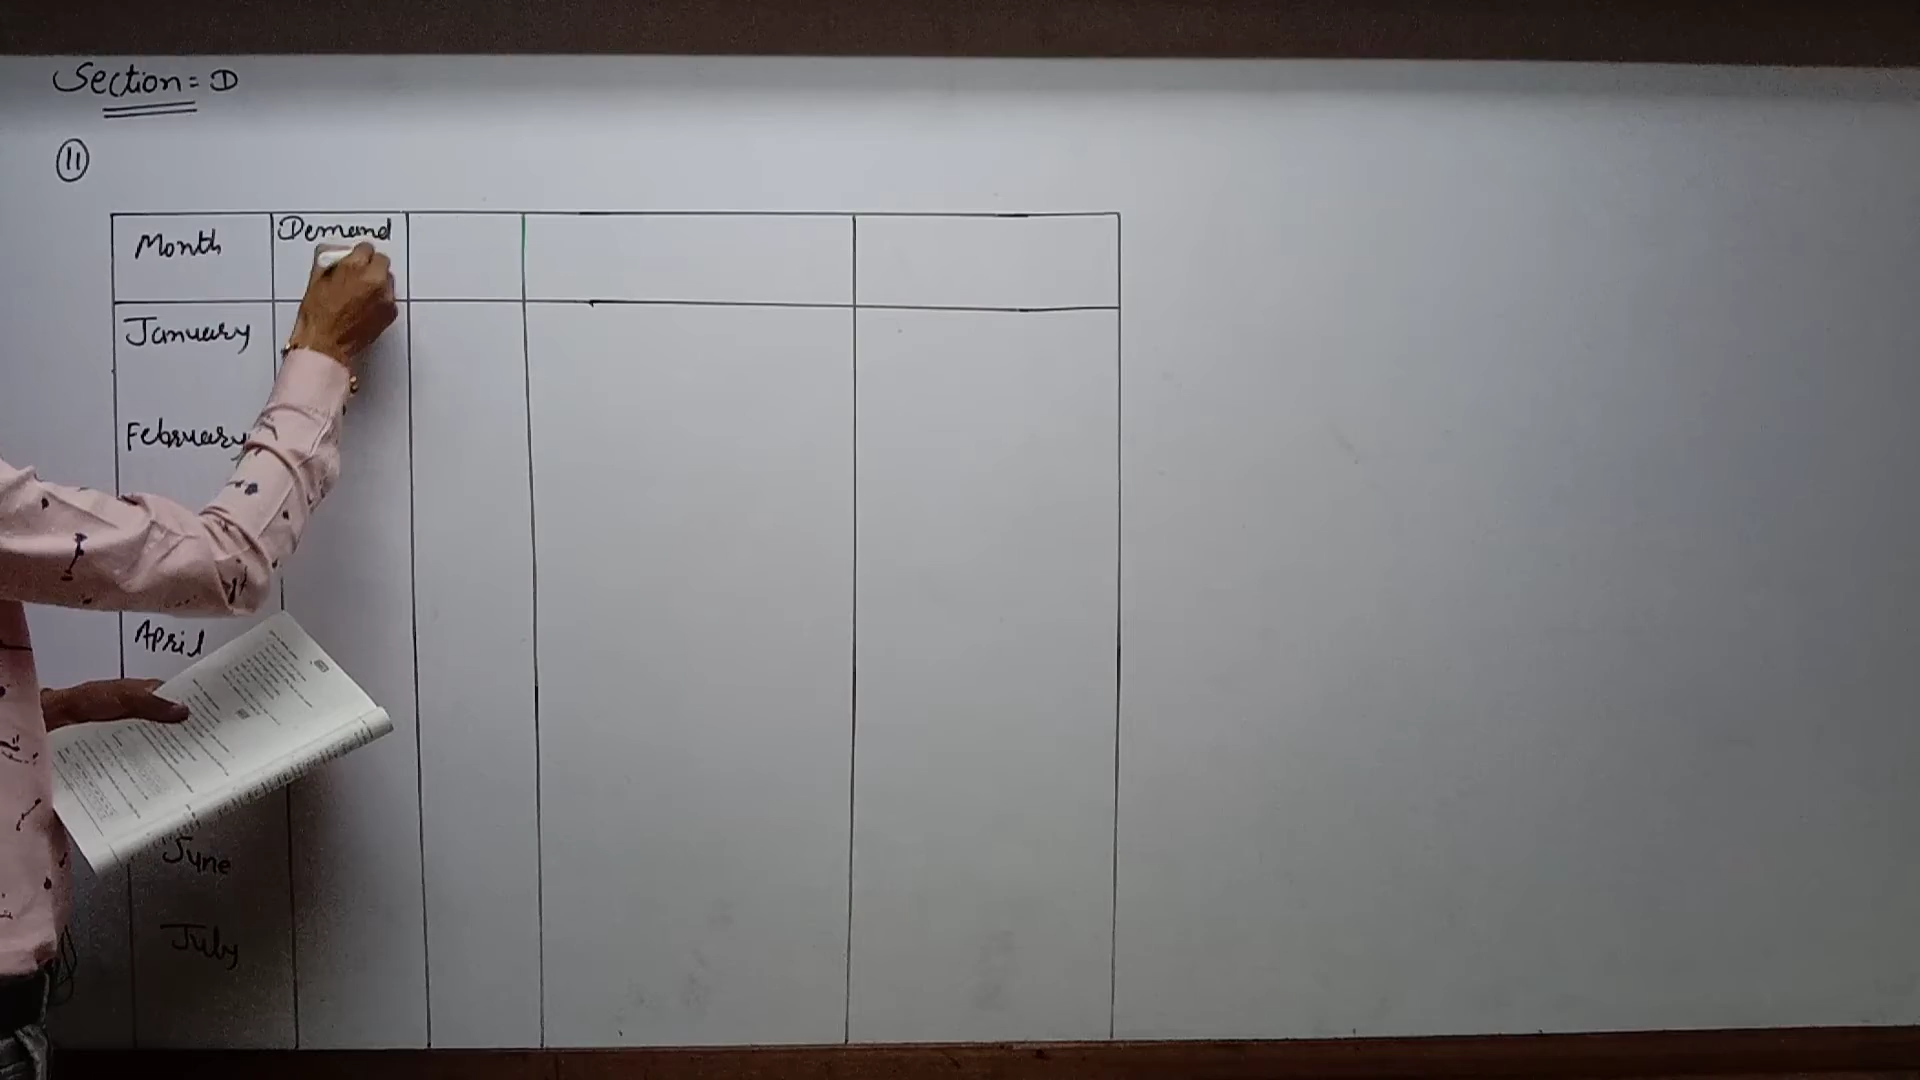 Section = D
11
Month
Demand
January
February
April
June
July